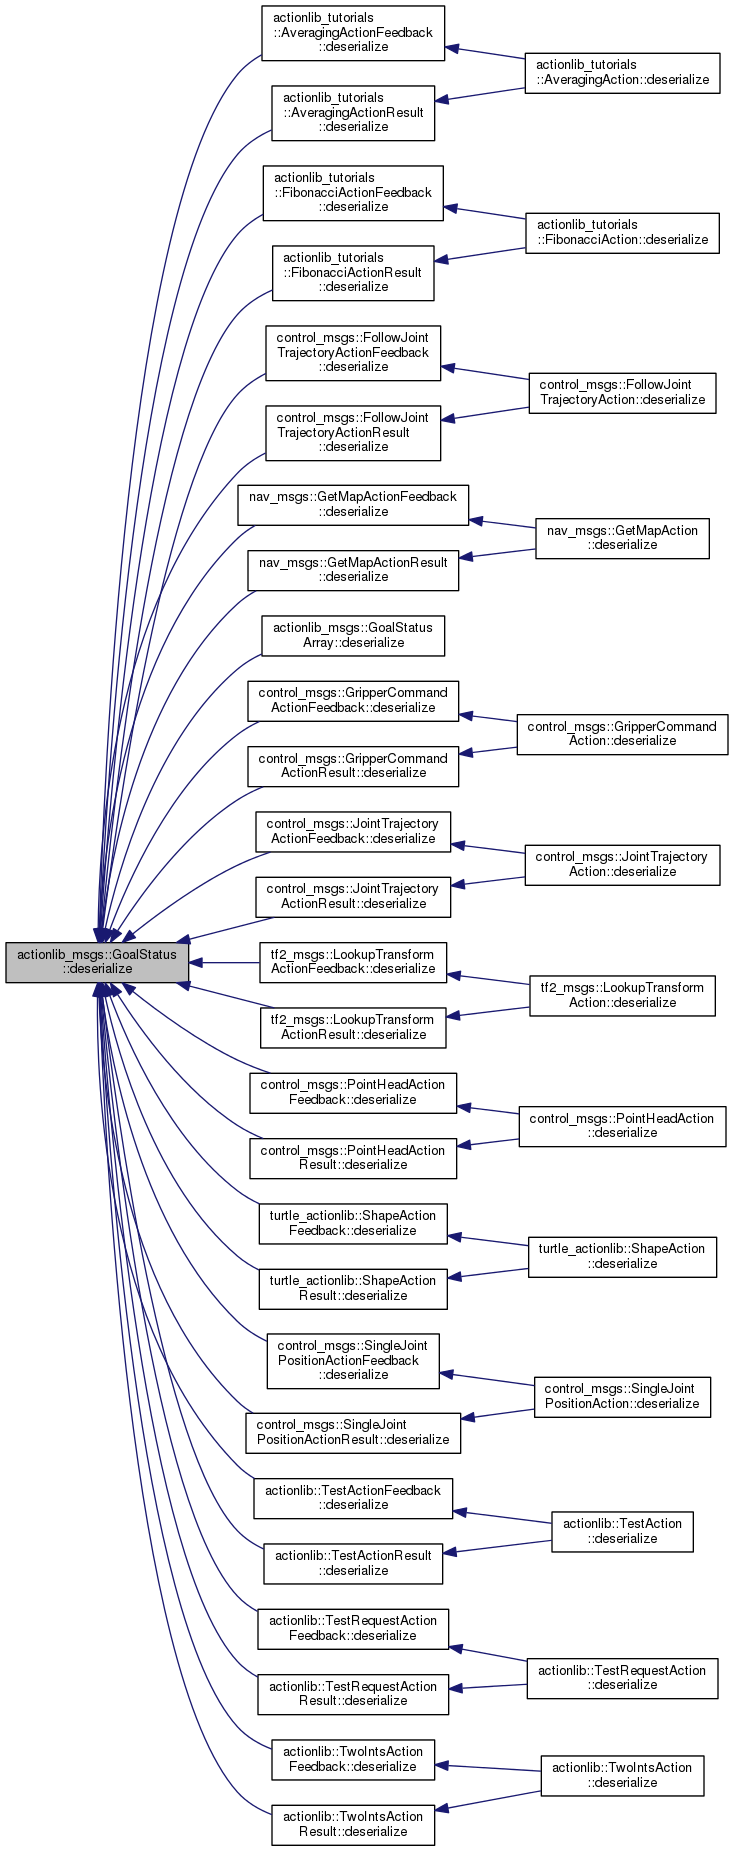 actionlib_tutorials
::AveragingActionFeedback
::deserialize
actionlib_tutorials
::AveragingAction::deserialize
actionlib_tutorials
::AveragingActionResult
::deserialize
actionlib_tutorials
::FibonacciActionFeedback
::deserialize
actionlib_tutorials
::FibonacciAction::deserialize
actionlib_tutorials
::FibonacciActionResult
::deserialize
control_msgs::FollowJoint
TrajectoryActionFeedback
::deserialize
control_msgs::FollowJoint
TrajectoryAction::deserialize
control_msgs::FollowJoint
TrajectoryActionResult
::deserialize
nav_msgs::GetMapActionFeedback
::deserialize
nav_msgs::GetMapAction
::deserialize
nav_msgs::GetMapActionResult
::deserialize
actionlib_msgs::GoalStatus
Array::deserialize
control_msgs::GripperCommand
ActionFeedback::deserialize
control_msgs::GripperCommand
Action::deserialize
control_msgs::GripperCommand
ActionResult::deserialize
control_msgs::JointTrajectory
ActionFeedback::deserialize
control_msgs::JointTrajectory
Action::deserialize
control_msgs::JointTrajectory
ActionResult::deserialize
actionlib_msgs::GoalStatus
::deserialize
tf2_msgs::LookupTransform
ActionFeedback::deserialize
tf2_msgs::LookupTransform
Action::deserialize
tf2_msgs::LookupTransform
ActionResult::deserialize
control_msgs::PointHeadAction
Feedback::deserialize
control_msgs::PointHeadAction
::deserialize
control_msgs::PointHeadAction
Result::deserialize
turtle_actionlib::ShapeAction
Feedback::deserialize
turtle_actionlib::ShapeAction
::deserialize
turtle_actionlib::ShapeAction
Result::deserialize
control_msgs::SingleJoint
PositionActionFeedback
::deserialize
control_msgs::SingleJoint
PositionAction::deserialize
control_msgs::SingleJoint
PositionActionResult::deserialize
actionlib::TestActionFeedback
::deserialize
actionlib::TestAction
::deserialize
actionlib::TestActionResult
::deserialize
actionlib::TestRequestAction
Feedback::deserialize
actionlib::TestRequestAction
::deserialize
actionlib::TestRequestAction
Result::deserialize
actionlib::TwoIntsAction
Feedback::deserialize
actionlib::TwoIntsAction
::deserialize
actionlib::TwoIntsAction
Result::deserialize